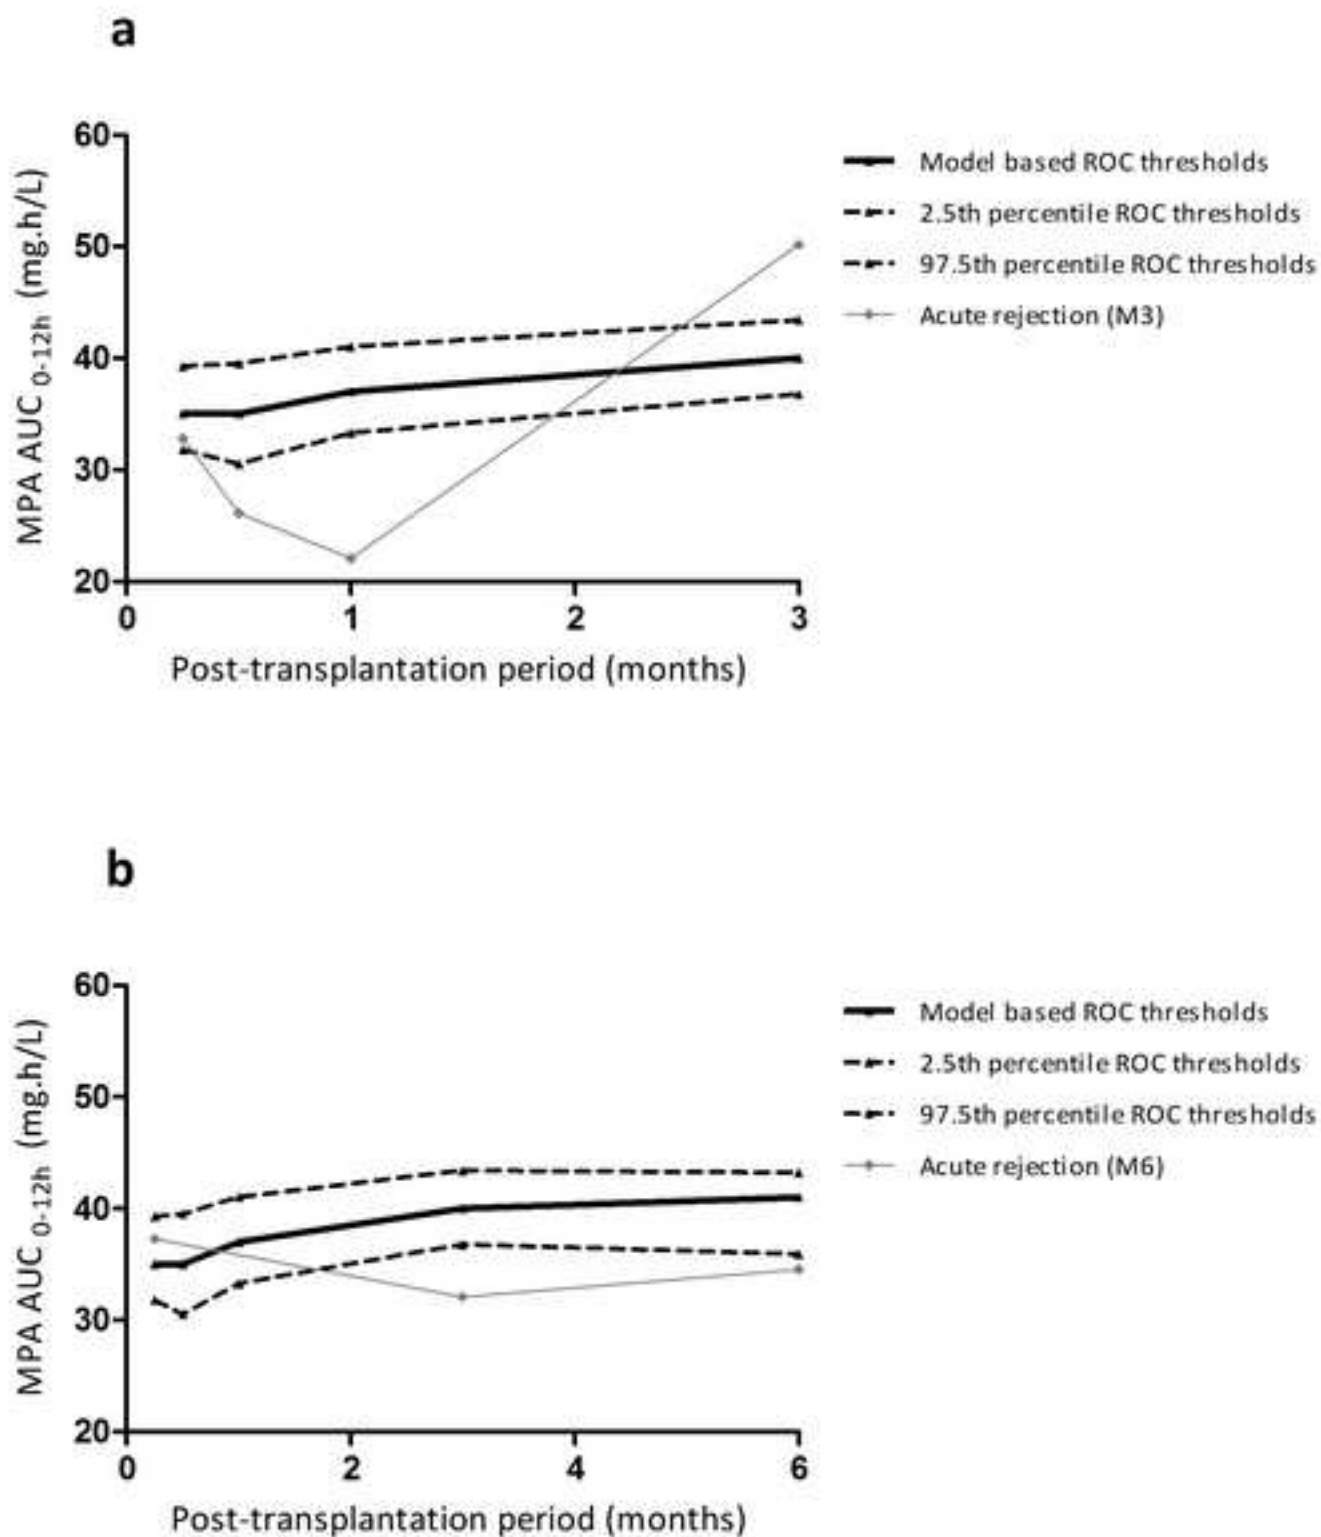 a
60
50
40
30
20
MPA AUC 0-12h (mg.h/L)
0 1 2 3
Post-transplantation period (months)
Model based ROC thresholds
2.5th percentile ROC thresholds
97.5th percentile ROC thresholds
Acute rejection (M3)
b
60
50
40
30
20
MPA AUC 0-12h (mg.h/L)
0 2 4 6
Post-transplantation period (months)
Model based ROC thresholds
2.5th percentile ROC thresholds
97.5th percentile ROC thresholds
Acute rejection (M6)